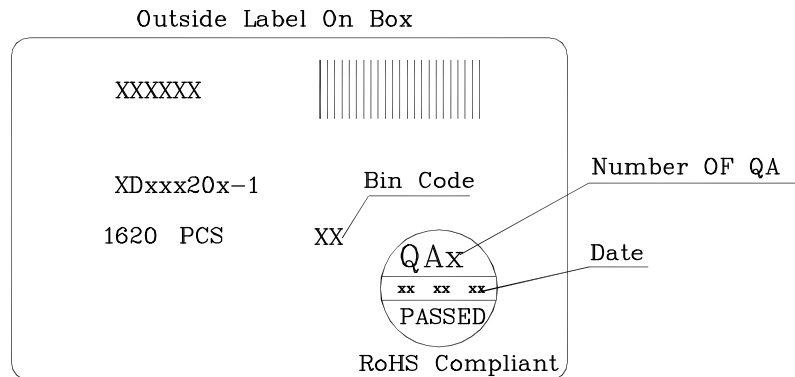 Outside Label On Box
XXXXXX
XDxxx20x-1
Bin Code
Number OF QA
1620 PCS
XX
QAx
Date
xx xx xx
PASSED
RoHS Compliant